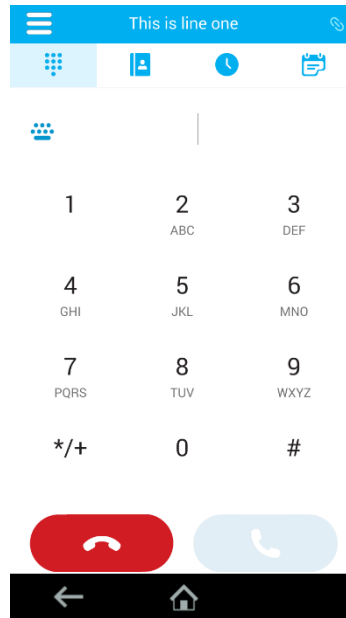 This is line one
1 2 3
ABC DEF
4 5 6
GHI JKL MNO
7 8 9
PQRS TUV WXYZ
*/+ 0 #